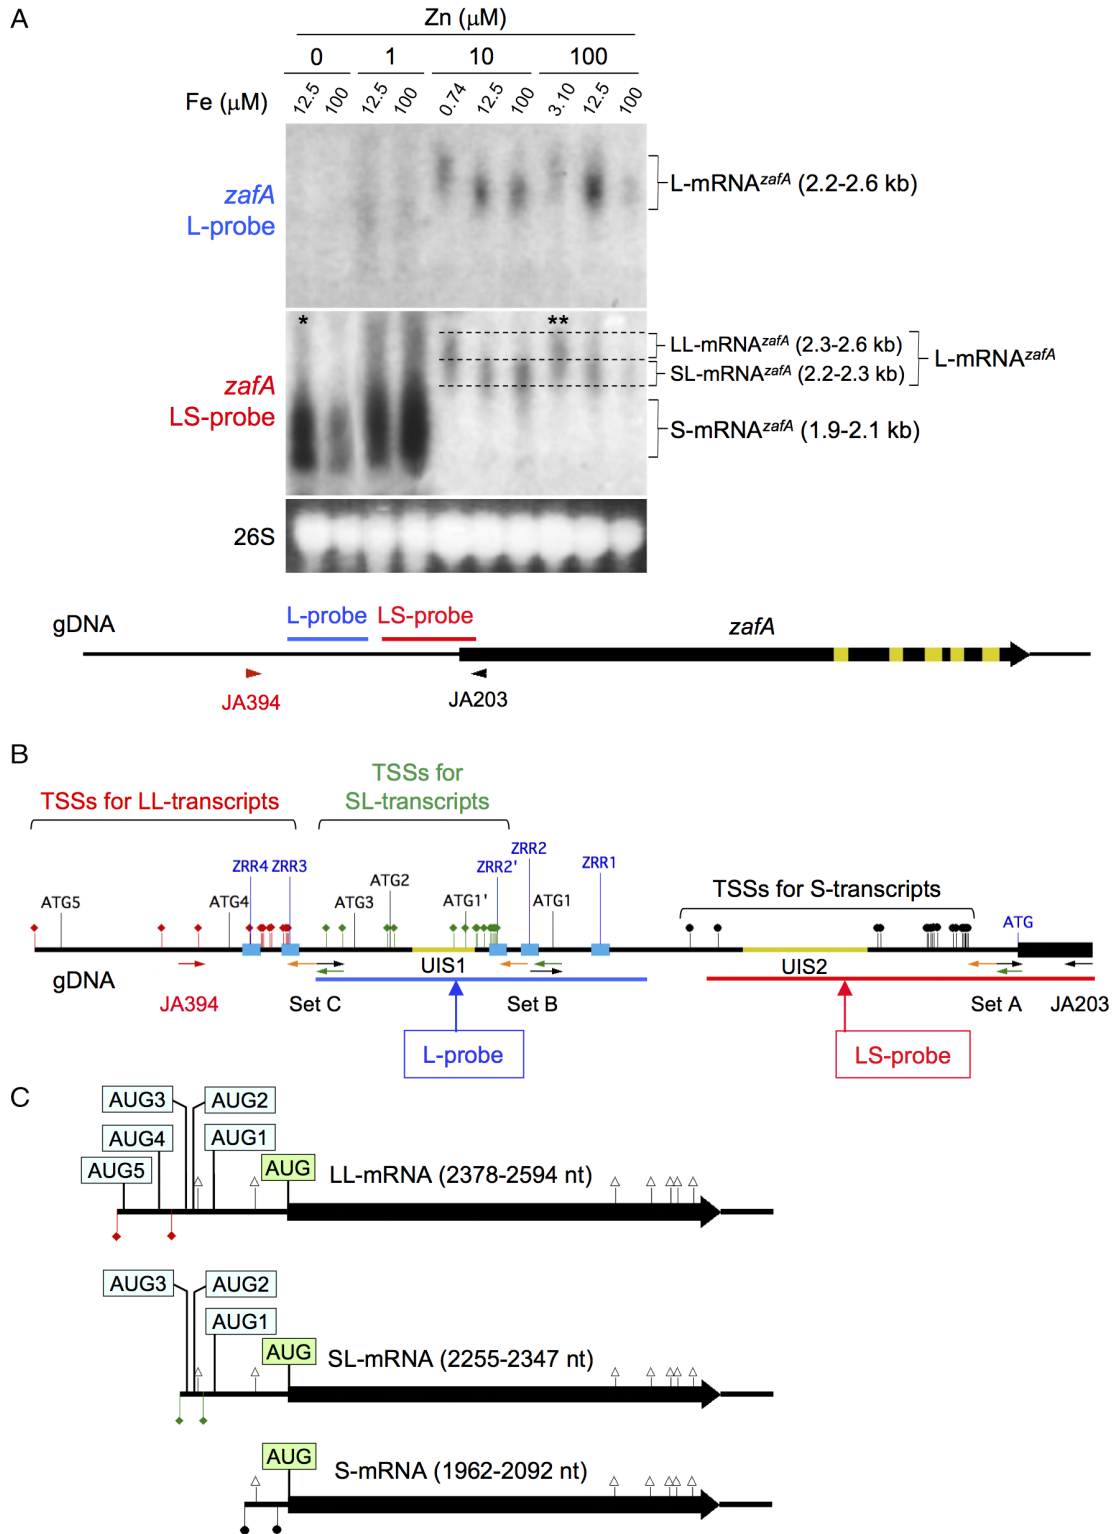 A
Zn (μM)
0 1 10 100
Fe (μM) 12.5 100 12.5 100 0.74 12.5 100 3.10 12.5 100
zafA
L-probe
L-mRNAzafA (2.2-2.6 kb)
* **
zafA
LS-probe
LL-mRNAzafA (2.3-2.6 kb)
SL-mRNAzafA (2.2-2.3 kb)
L-mRNAzafA
S-mRNAzafA (1.9-2.1 kb)
26S
gDNA L-probe LS-probe zafA
JA394 JA203
B
TSSs for LL-transcripts
TSSs for
SL-transcripts
ZRR4 ZRR3 ZRR2' ZRR2 ZRR1
TSSs for S-transcripts
ATG5 ATG4 ATG3 ATG2 ATG1' ATG1 ATG
gDNA UIS1 UIS2
JA394 Set C Set B Set A JA203
L-probe LS-probe
C
AUG3 AUG2
AUG4 AUG1
AUG5 AUG LL-mRNA (2378-2594 nt)
AUG3 AUG2
AUG1
AUG SL-mRNA (2255-2347 nt)
AUG S-mRNA (1962-2092 nt)